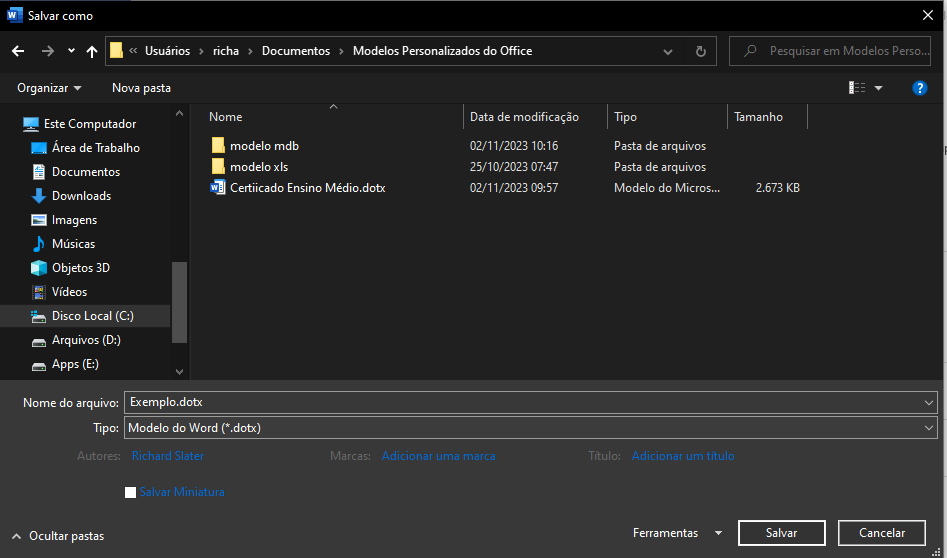 Salvar como
« Usuários › richa › Documentos › Modelos Personalizados do Office
Pesquisar em Modelos Perso...
Organizar
Nova pasta
?
Nome
Data de modificação
Tipo
Tamanho
Este Computador
Área de Trabalho
Documentos
Downloads
Imagens
Músicas
Objetos 3D
Vídeos
Disco Local (C:)
Arquivos (D:)
Apps (E:)
modelo mdb 02/11/2023 10:16 Pasta de arquivos
modelo xls 25/10/2023 07:47 Pasta de arquivos
Certiicado Ensino Médio.dotx 02/11/2023 09:57 Modelo do Micros... 2.673 KB
Nome do arquivo: Exemplo.dotx
Tipo: Modelo do Word (*.dotx)
Autores: Richard Slater
Marcas: Adicionar uma marca
Título: Adicionar um título
Salvar Miniatura
Ocultar pastas
Ferramentas
Salvar
Cancelar